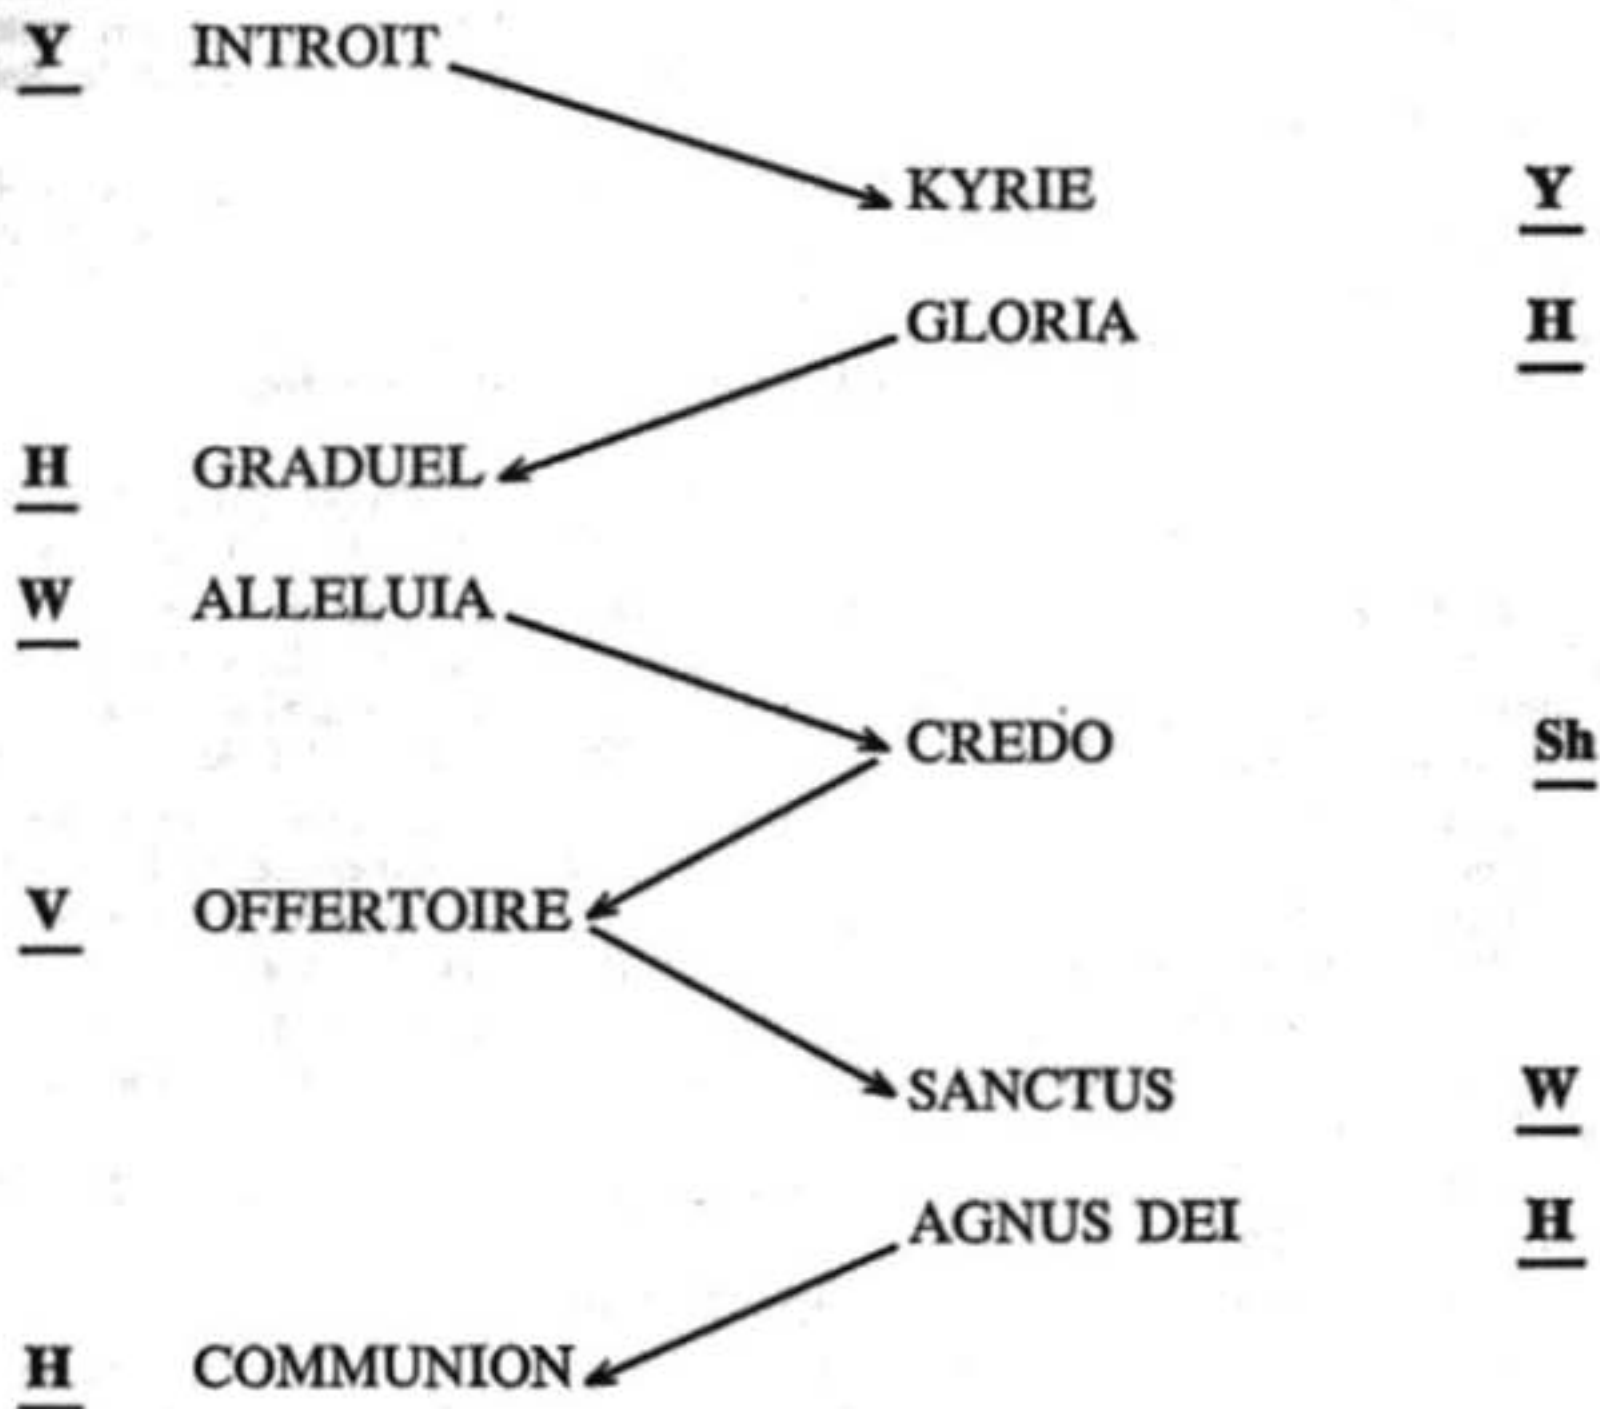 Y INTROIT
KYRIE Y
GLORIA H
H GRADUEL
W ALLELUIA
CREDO Sh
V OFFERTOIRE
SANCTUS W
AGNUS DEI H
H COMMUNION